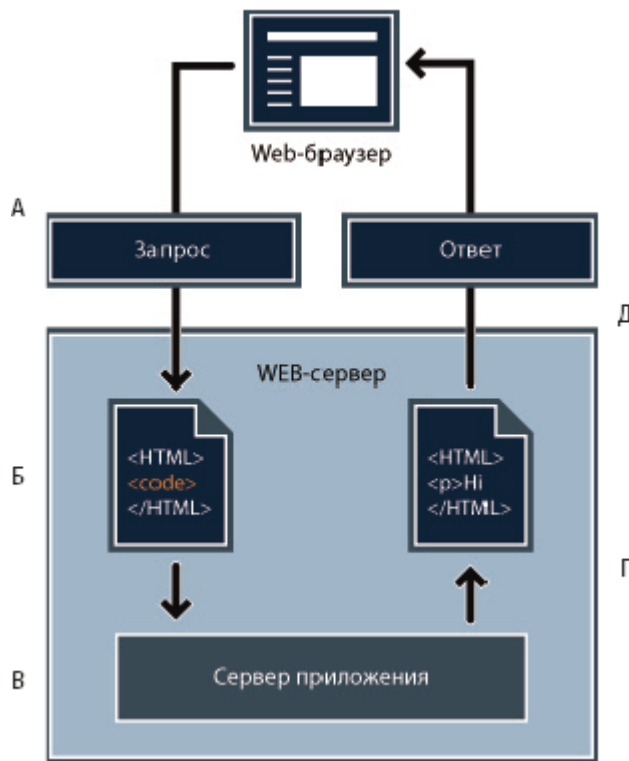 Web-браузер
А
Запрос
Ответ
Д
WEB-сервер
<HTML>
<code>
</HTML>
<HTML>
<p>Hi
</HTML>
Б
Г
В
Сервер приложения